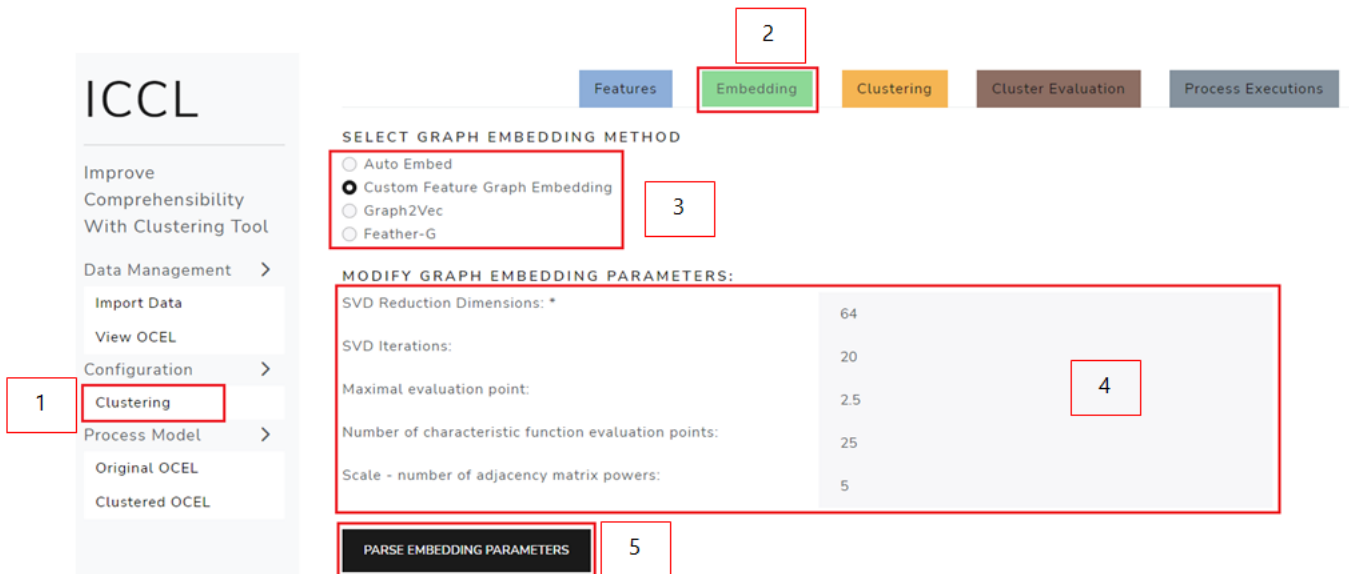 2
ICCL
Features Embedding Clustering Cluster Evaluation Process Executions
SELECT GRAPH EMBEDDING METHOD
Auto Embed
Custom Feature Graph Embedding
Graph2Vec
Feather-G
3
Improve
Comprehensibility
With Clustering Tool
Data Management
Import Data
View OCEL
Configuration
1
Clustering
Process Model
Original OCEL
Clustered OCEL
MODIFY GRAPH EMBEDDING PARAMETERS:
SVD Reduction Dimensions: * 64
SVD Iterations: 20
Maximal evaluation point: 2.5
Number of characteristic function evaluation points: 25
Scale - number of adjacency matrix powers: 5
4
PARSE EMBEDDING PARAMETERS
5